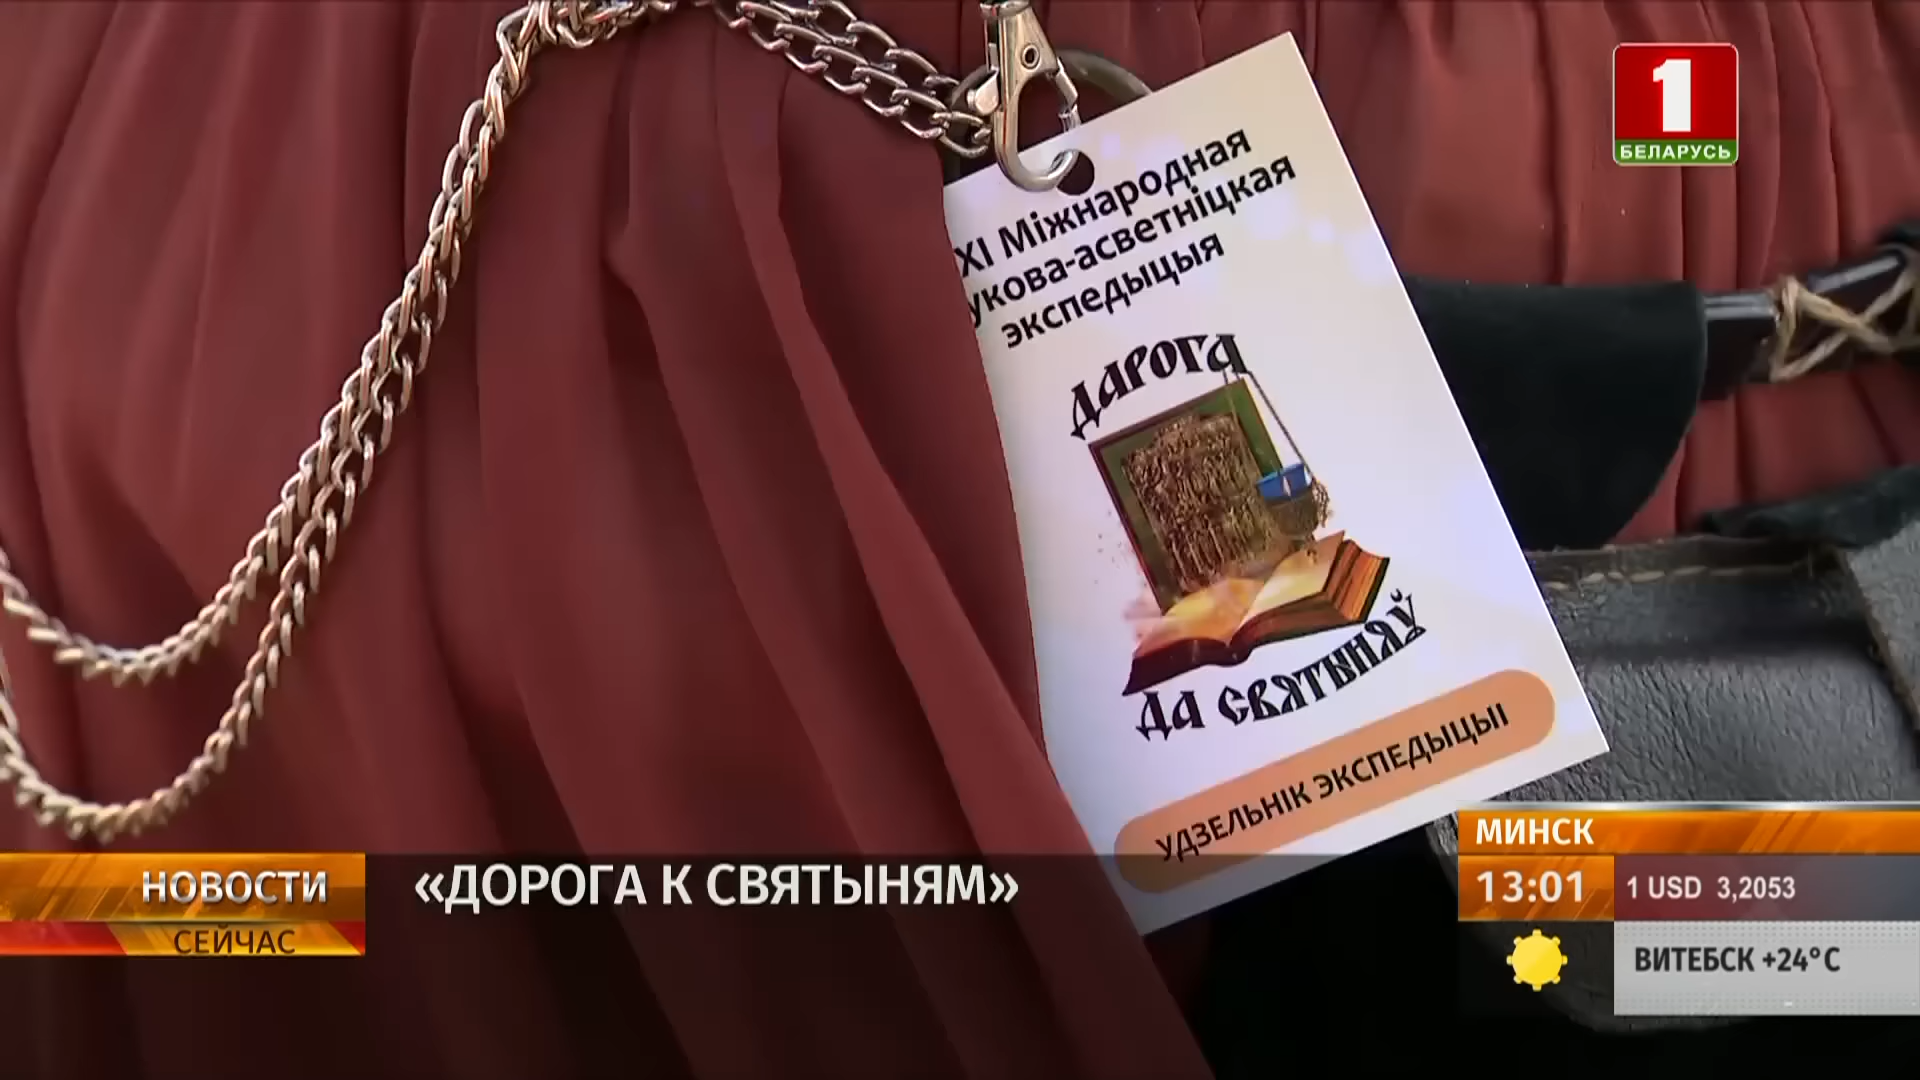 1
БЕЛАРУСЬ
XI Міжнародная
укова-асветніцкая
экспедыцыя
ДАРОГА
ДА СВЯТЫНЯЎ
УДЗЕЛЬНІК ЭКСПЕДЫЦЫІ
НОВОСТИ
СЕЙЧАС
«ДОРОГА К СВЯТЫНЯМ»
МИНСК
13:01
1 USD 3,2053
ВИТЕБСК +24°C